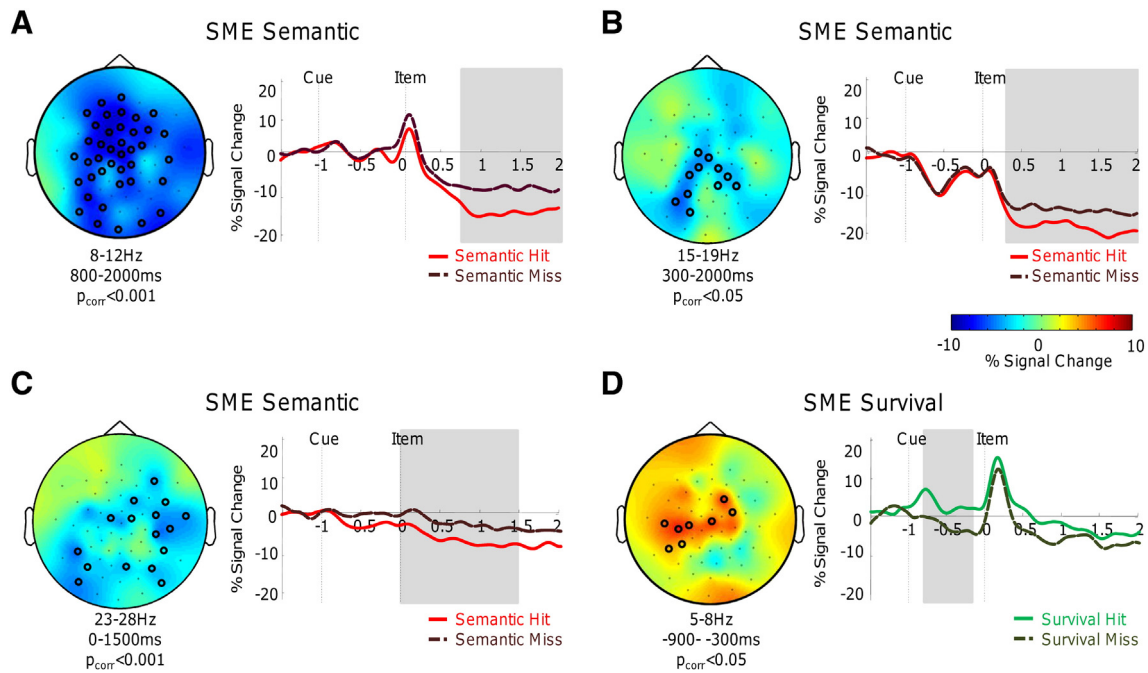 A
SME Semantic
Cue
Item
% Signal Change
20
10
0
-10
-20
-1
-0.5
0
0.5
1
1.5
2
8-12Hz
800-2000ms
pcorr<0.001
Semantic Hit
Semantic Miss
B
SME Semantic
Cue
Item
% Signal Change
20
10
0
-10
-20
-1
-0.5
0
0.5
1
1.5
2
15-19Hz
300-2000ms
pcorr<0.05
Semantic Hit
Semantic Miss
-10
0
10
% Signal Change
C
SME Semantic
Cue
Item
% Signal Change
20
10
0
-10
-20
-1
-0.5
0
0.5
1
1.5
2
23-28Hz
0-1500ms
pcorr<0.001
Semantic Hit
Semantic Miss
D
SME Survival
Cue
Item
% Signal Change
20
10
0
-10
-20
-1
-0.5
0
0.5
1
1.5
2
5-8Hz
-900- -300ms
pcorr<0.05
Survival Hit
Survival Miss